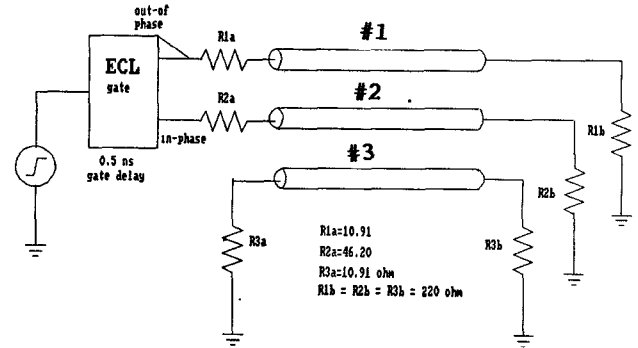 out-of
phase
R1a
#1
ECL
gate
R2a
#2
in-phase
R1b
0.5 ns
gate delay
#3
R2b
R3a
R3b
R1a=10.91
R2a=46.20
R3a=10.91 ohm
R1b = R2b = R3b = 220 ohm